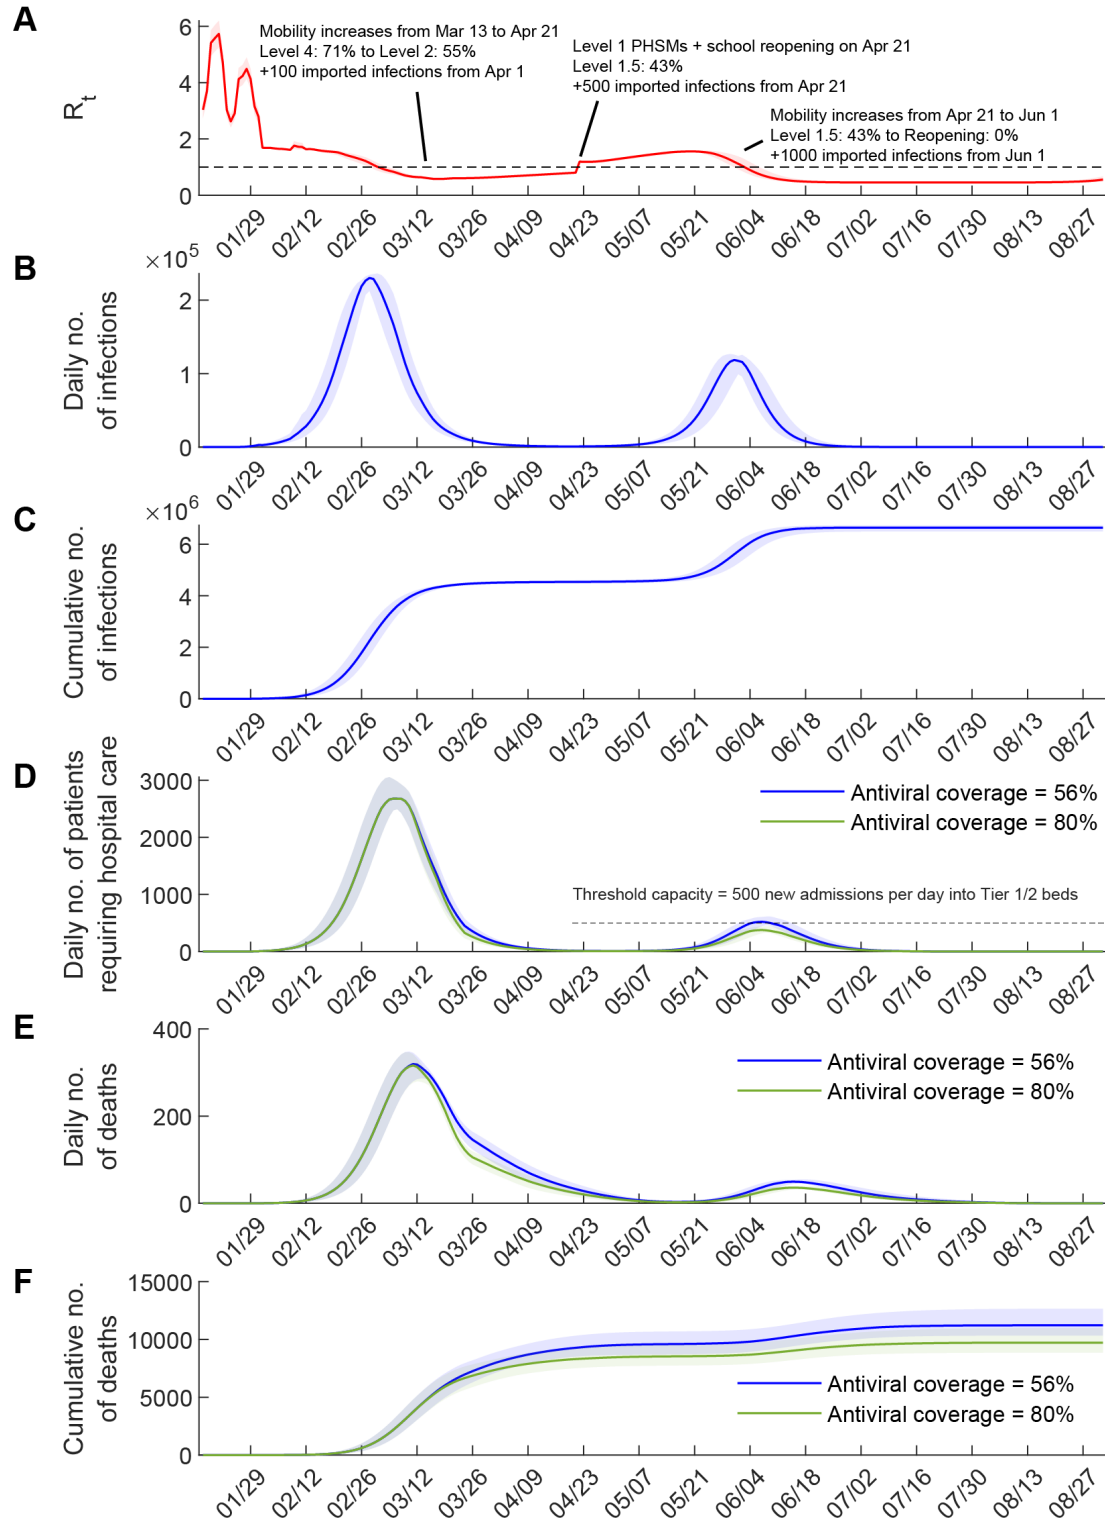 A
R_t
6
4
2
0
Mobility increases from Mar 13 to Apr 21
Level 4: 71% to Level 2: 55%
+100 imported infections from Apr 1
Level 1 PHSMs + school reopening on Apr 21
Level 1.5: 43%
+500 imported infections from Apr 21
Mobility increases from Apr 21 to Jun 1
Level 1.5: 43% to Reopening: 0%
+1000 imported infections from Jun 1
01/29 02/12 02/26 03/12 03/26 04/09 04/23 05/07 05/21 06/04 06/18 07/02 07/16 07/30 08/13 08/27
B
×10^5
Daily no.
of infections
2
1
0
01/29 02/12 02/26 03/12 03/26 04/09 04/23 05/07 05/21 06/04 06/18 07/02 07/16 07/30 08/13 08/27
C
×10^6
Cumulative no.
of infections
6
4
2
0
01/29 02/12 02/26 03/12 03/26 04/09 04/23 05/07 05/21 06/04 06/18 07/02 07/16 07/30 08/13 08/27
D
Daily no. of patients
requiring hospital care
3000
2000
1000
0
Antiviral coverage = 56%
Antiviral coverage = 80%
Threshold capacity = 500 new admissions per day into Tier 1/2 beds
01/29 02/12 02/26 03/12 03/26 04/09 04/23 05/07 05/21 06/04 06/18 07/02 07/16 07/30 08/13 08/27
E
Daily no.
of deaths
400
200
0
Antiviral coverage = 56%
Antiviral coverage = 80%
01/29 02/12 02/26 03/12 03/26 04/09 04/23 05/07 05/21 06/04 06/18 07/02 07/16 07/30 08/13 08/27
F
Cumulative no.
of deaths
15000
10000
5000
0
Antiviral coverage = 56%
Antiviral coverage = 80%
01/29 02/12 02/26 03/12 03/26 04/09 04/23 05/07 05/21 06/04 06/18 07/02 07/16 07/30 08/13 08/27